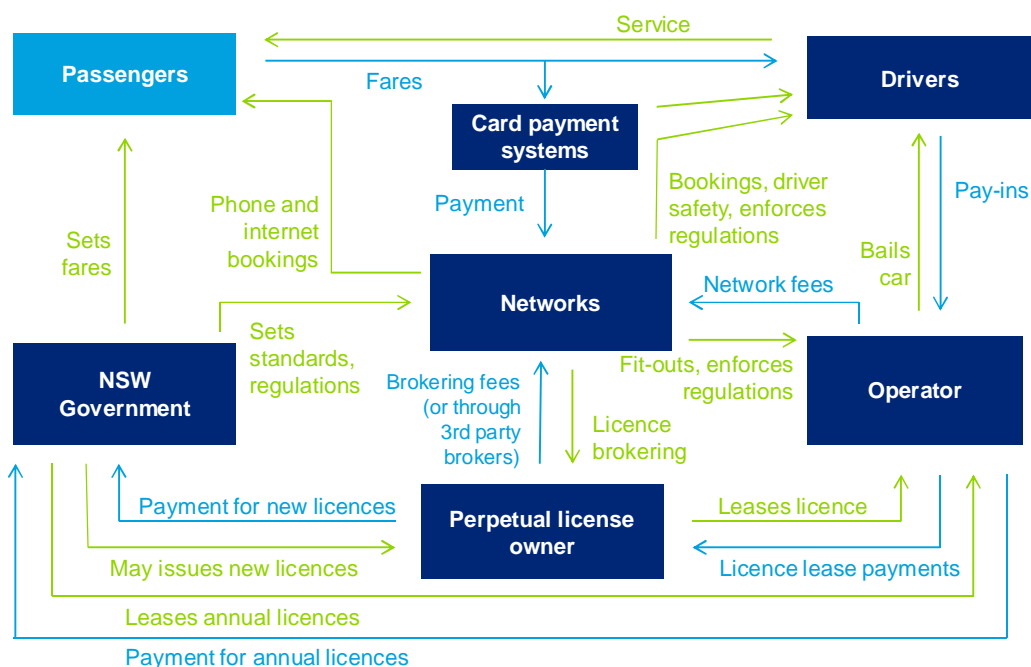 Service
Passengers
Drivers
Fares
Card payment
systems
Bookings, driver
safety, enforces
regulations
Pay-ins
Phone and
internet
bookings
Payment
Sets
fares
Bails
car
Networks
Network fees
Sets
standards,
regulations
NSW
Government
Brokering fees
(or through
3rd party
brokers)
Fit-outs, enforces
regulations
Operator
Licence
brokering
Payment for new licences
Perpetual license
owner
Leases licence
May issues new licences
Licence lease payments
Leases annual licences
Payment for annual licences